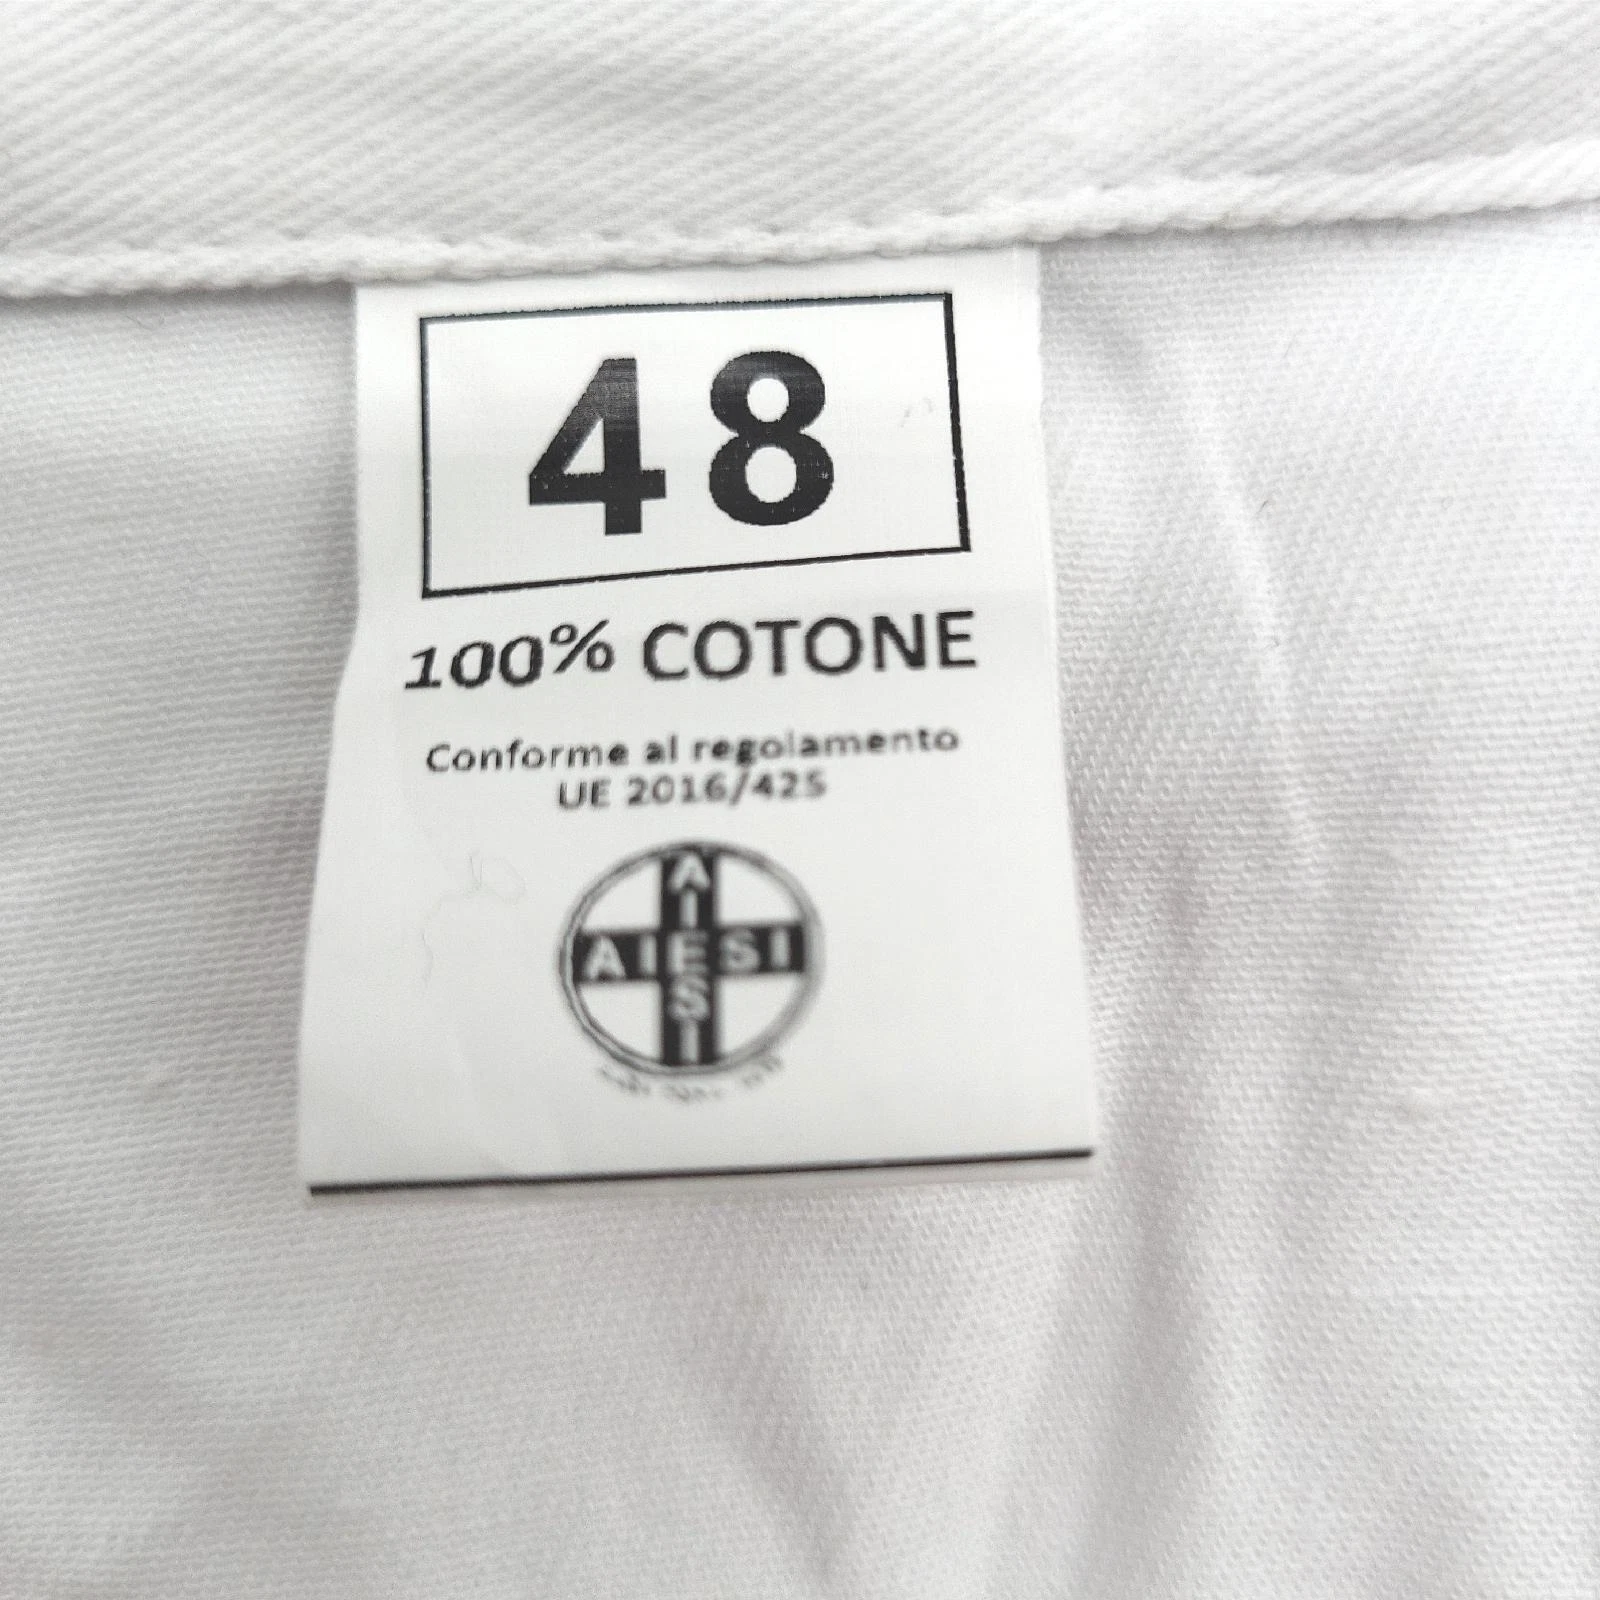 48
100% COTONE
Conforme al regolamento
UE 2016/425
AIESI
AIESI